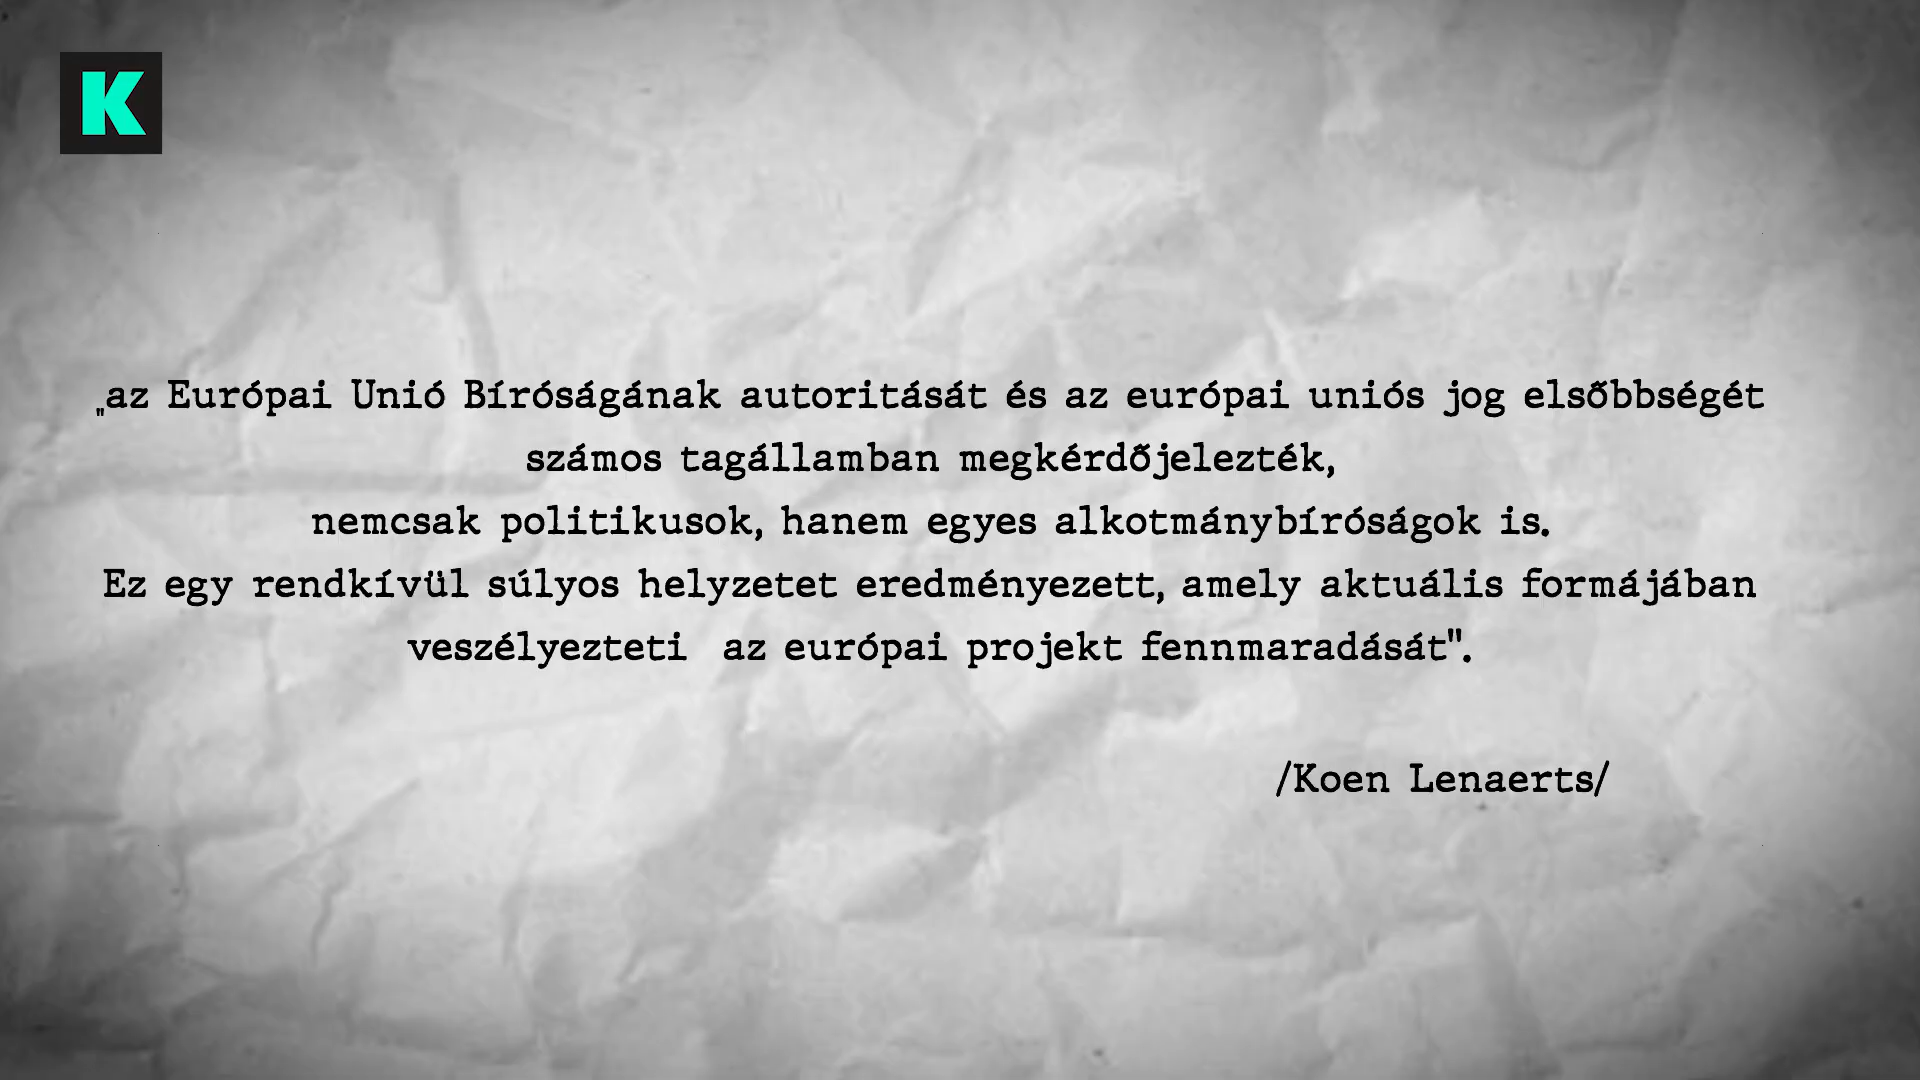 K
„az Európai Unió Bíróságának autoritását és az európai uniós jog elsőbbségét
számos tagállamban megkérdőjelezték,
nemcsak politikusok, hanem egyes alkotmánybíróságok is.
Ez egy rendkívül súlyos helyzetet eredményezett, amely aktuális formájában
veszélyezteti  az európai projekt fennmaradását".
/Koen Lenaerts/